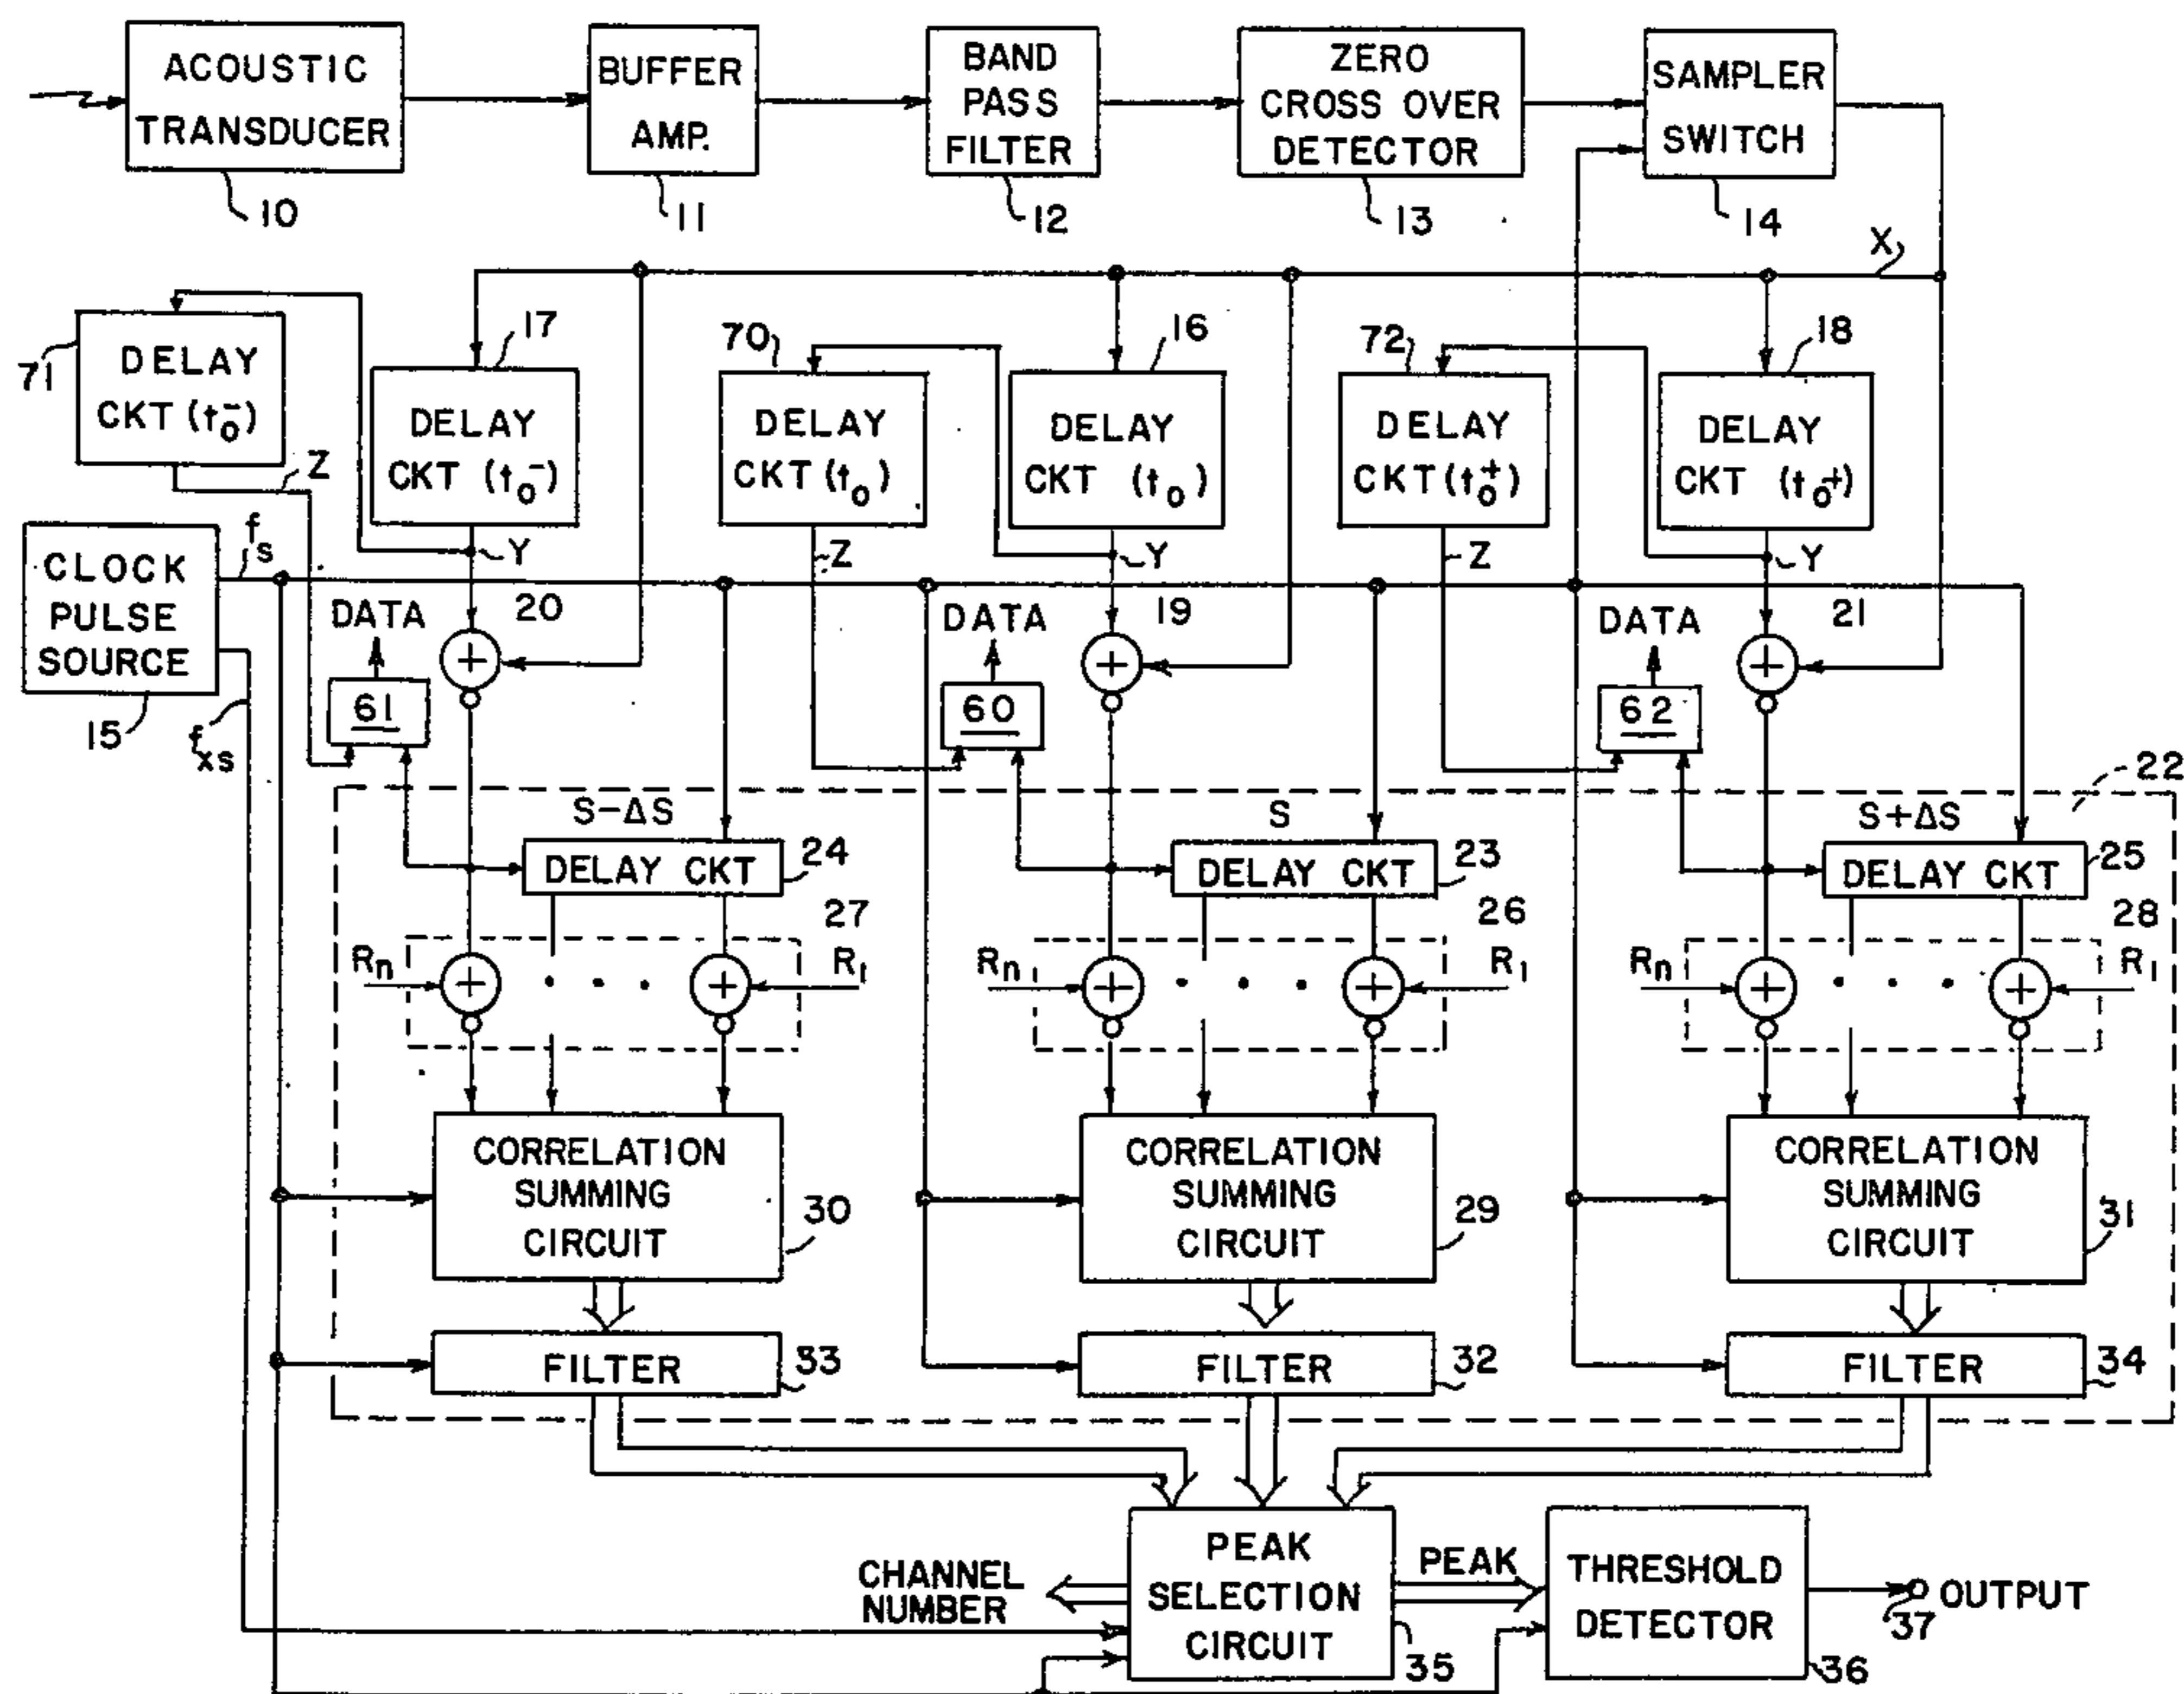 ACOUSTIC
TRANSDUCER
10
BUFFER
AMP.
11
BAND
PASS
FILTER
12
ZERO
CROSS OVER
DETECTOR
13
SAMPLER
SWITCH
14
X
71
DELAY
CKT (t₀⁻)
Z
17
DELAY
CKT (t₀⁻)
Y
70
DELAY
CKT (t₀)
Z
16
DELAY
CKT (t₀)
Y
72
DELAY
CKT (t₀⁺)
Z
18
DELAY
CKT (t₀⁺)
Y
CLOCK
PULSE
SOURCE
15
fs
fxs
DATA
61
20
+
DATA
60
19
+
DATA
62
21
+
22
S-ΔS
DELAY CKT
24
S
DELAY CKT
23
S+ΔS
DELAY CKT
25
27
Rn
+
+
R1
26
Rn
+
+
R1
28
Rn
+
+
R1
CORRELATION
SUMMING
CIRCUIT
30
CORRELATION
SUMMING
CIRCUIT
29
CORRELATION
SUMMING
CIRCUIT
31
FILTER
33
FILTER
32
FILTER
34
CHANNEL
NUMBER
PEAK
SELECTION
CIRCUIT
35
PEAK
THRESHOLD
DETECTOR
36
37
OUTPUT